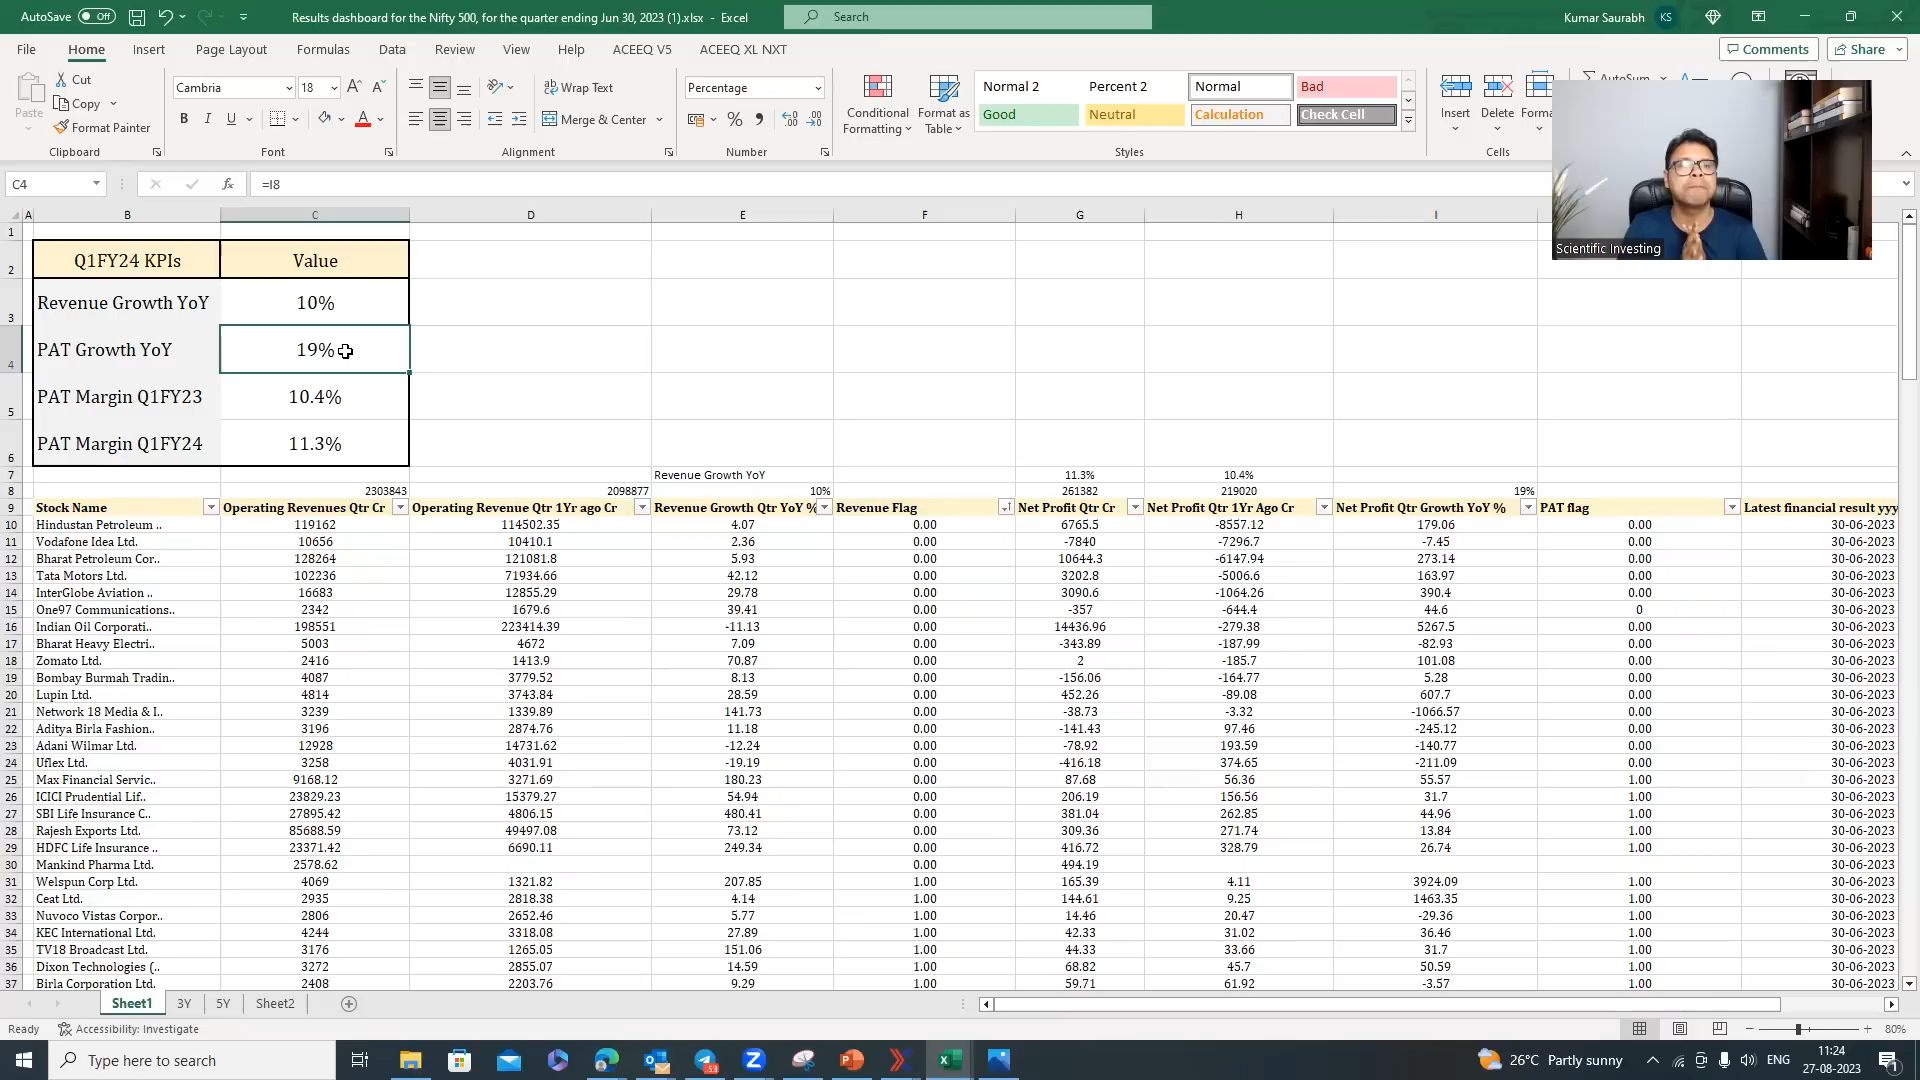 AutoSave Off Results dashboard for the Nifty 500, for the quarter ending Jun 30, 2023 (1).xlsx - Excel Search Kumar Saurabh KS
File Home Insert Page Layout Formulas Data Review View Help ACEEQ V5 ACEEQ XL NXT Comments Share
Paste Cut Copy Format Painter Clipboard
Cambria 18 B I U Font
Wrap Text Merge & Center Alignment
Percentage Number
Conditional Formatting Format as Table
Normal 2 Percent 2 Normal Bad
Good Neutral Calculation Check Cell
Styles
Insert Delete Cells
Scientific Investing
C4 fx =I8
A B C D E F G H I
1
2 Q1FY24 KPIs Value
3 Revenue Growth YoY 10%
4 PAT Growth YoY 19%
5 PAT Margin Q1FY23 10.4%
6 PAT Margin Q1FY24 11.3%
7 Revenue Growth YoY 11.3% 10.4%
8 2303843 2098877 10% 261382 219020 19%
9 Stock Name Operating Revenues Qtr Cr Operating Revenue Qtr 1Yr ago Cr Revenue Growth Qtr YoY % Revenue Flag Net Profit Qtr Cr Net Profit Qtr 1Yr Ago Cr Net Profit Qtr Growth YoY % PAT flag Latest financial result yyy
10 Hindustan Petroleum .. 119162 114502.35 4.07 0.00 6765.5 -8557.12 179.06 0.00 30-06-2023
11 Vodafone Idea Ltd. 10656 10410.1 2.36 0.00 -7840 -7296.7 -7.45 0.00 30-06-2023
12 Bharat Petroleum Cor.. 128264 121081.8 5.93 0.00 10644.3 -6147.94 273.14 0.00 30-06-2023
13 Tata Motors Ltd. 102236 71934.66 42.12 0.00 3202.8 -5006.6 163.97 0.00 30-06-2023
14 InterGlobe Aviation .. 16683 12855.29 29.78 0.00 3090.6 -1064.26 390.4 0.00 30-06-2023
15 One97 Communications.. 2342 1679.6 39.41 0.00 -357 -644.4 44.6 0 30-06-2023
16 Indian Oil Corporati.. 198551 223414.39 -11.13 0.00 14436.96 -279.38 5267.5 0.00 30-06-2023
17 Bharat Heavy Electri.. 5003 4672 7.09 0.00 -343.89 -187.99 -82.93 0.00 30-06-2023
18 Zomato Ltd. 2416 1413.9 70.87 0.00 2 -185.7 101.08 0.00 30-06-2023
19 Bombay Burmah Tradin.. 4087 3779.52 8.13 0.00 -156.06 -164.77 5.28 0.00 30-06-2023
20 Lupin Ltd. 4814 3743.84 28.59 0.00 452.26 -89.08 607.7 0.00 30-06-2023
21 Network 18 Media & I.. 3239 1339.89 141.73 0.00 -38.73 -3.32 -1066.57 0.00 30-06-2023
22 Aditya Birla Fashion.. 3196 2874.76 11.18 0.00 -141.43 97.46 -245.12 0.00 30-06-2023
23 Adani Wilmar Ltd. 12928 14731.62 -12.24 0.00 -78.92 193.59 -140.77 0.00 30-06-2023
24 Uflex Ltd. 3258 4031.91 -19.19 0.00 -416.18 374.65 -211.09 0.00 30-06-2023
25 Max Financial Servic.. 9168.12 3271.69 180.23 0.00 87.68 56.36 55.57 1.00 30-06-2023
26 ICICI Prudential Lif.. 23829.23 15379.27 54.94 0.00 206.19 156.56 31.7 1.00 30-06-2023
27 SBI Life Insurance C.. 27895.42 4806.15 480.41 0.00 381.04 262.85 44.96 1.00 30-06-2023
28 Rajesh Exports Ltd. 85688.59 49497.08 73.12 0.00 309.36 271.74 13.84 1.00 30-06-2023
29 HDFC Life Insurance .. 23371.42 6690.11 249.34 0.00 416.72 328.79 26.74 1.00 30-06-2023
30 Mankind Pharma Ltd. 2578.62 0.00 494.19 30-06-2023
31 Welspun Corp Ltd. 4069 1321.82 207.85 1.00 165.39 4.11 3924.09 1.00 30-06-2023
32 Ceat Ltd. 2935 2818.38 4.14 1.00 144.61 9.25 1463.35 1.00 30-06-2023
33 Nuvoco Vistas Corpor.. 2806 2652.46 5.77 1.00 14.46 20.47 -29.36 1.00 30-06-2023
34 KEC International Ltd. 4244 3318.08 27.89 1.00 42.33 31.02 36.46 1.00 30-06-2023
35 TV18 Broadcast Ltd. 3176 1265.05 151.06 1.00 44.33 33.66 31.7 1.00 30-06-2023
36 Dixon Technologies (.. 3272 2855.07 14.59 1.00 68.82 45.7 50.59 1.00 30-06-2023
37 Birla Corporation Ltd. 2408 2203.76 9.29 1.00 59.71 61.92 -3.57 1.00 30-06-2023
Sheet1 3Y 5Y Sheet2
Ready Accessibility: Investigate 80%
Type here to search 26°C Partly sunny ENG 11:24
27-08-2023